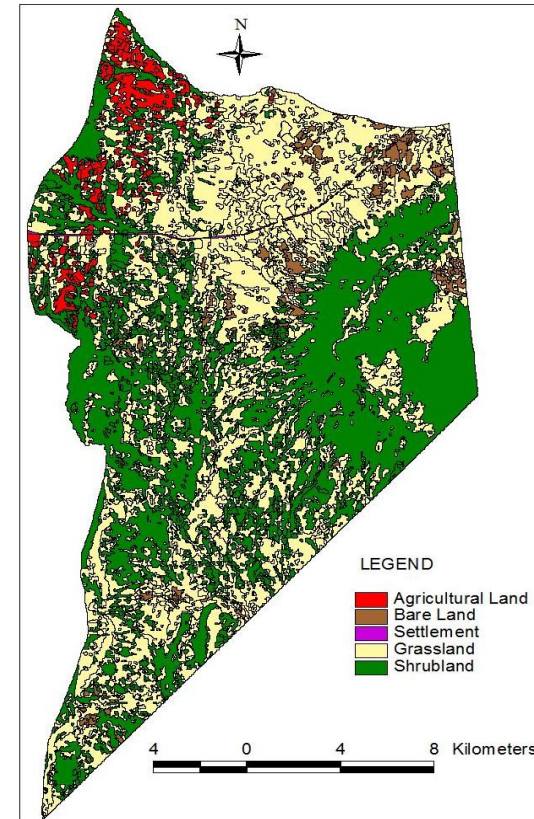 N
LEGEND
Agricultural Land
Bare Land
Settlement
Grassland
Shrubland
4 0 4 8 Kilometers